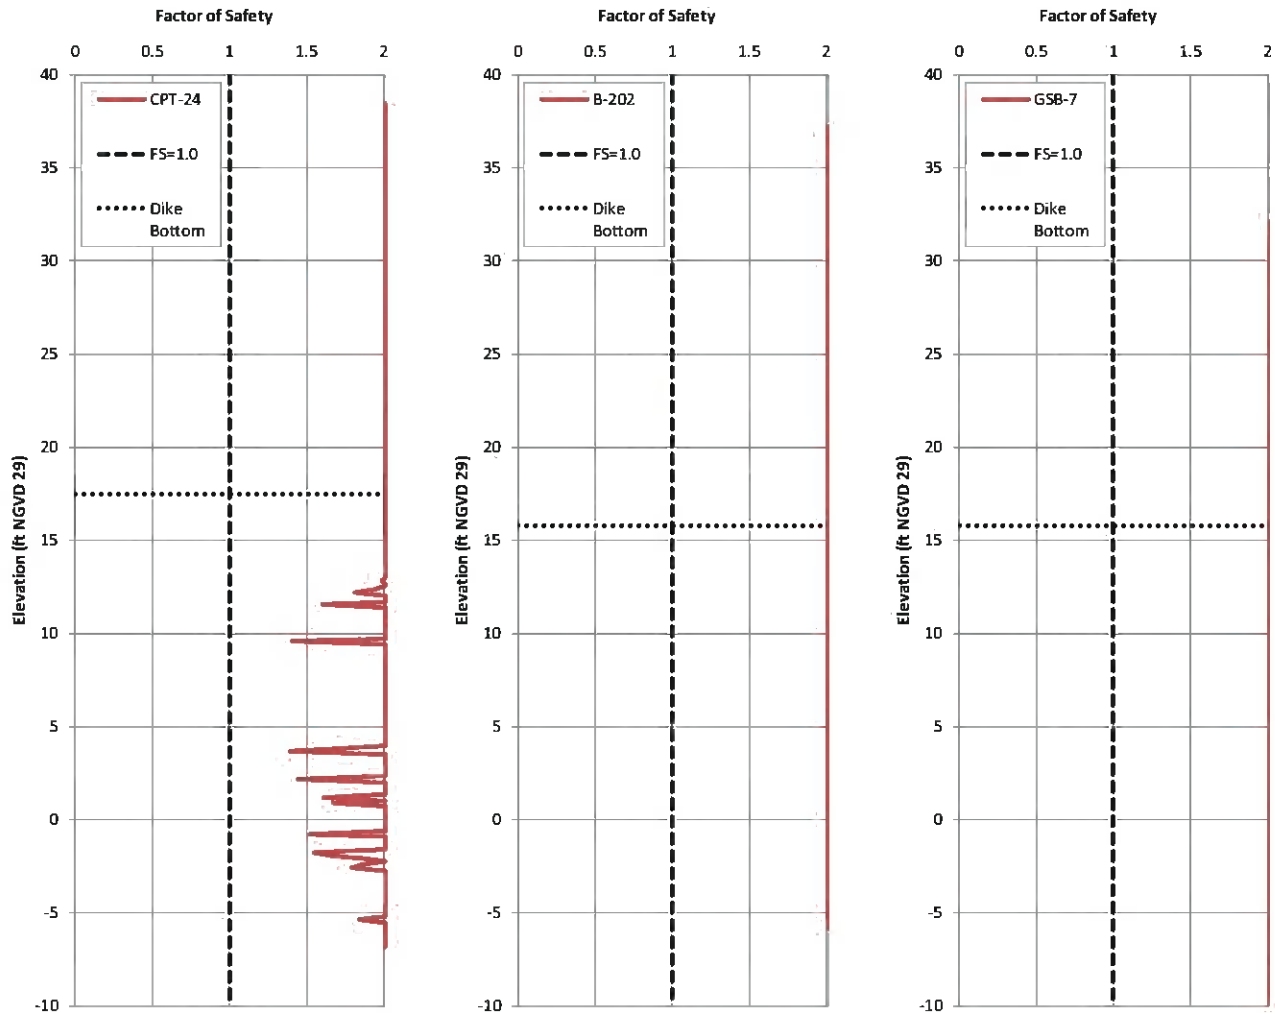 Factor of Safety
0 0.5 1 1.5 2
40
35
30
25
20
15
10
5
0
-5
-10
Elevation (ft NGVD 29)
CPT-24
FS=1.0
Dike
Bottom
Factor of Safety
0 0.5 1 1.5 2
40
35
30
25
20
15
10
5
0
-5
-10
Elevation (ft NGVD 29)
B-202
FS=1.0
Dike
Bottom
Factor of Safety
0 0.5 1 1.5 2
40
35
30
25
20
15
10
5
0
-5
-10
Elevation (ft NGVD 29)
GSB-7
FS=1.0
Dike
Bottom